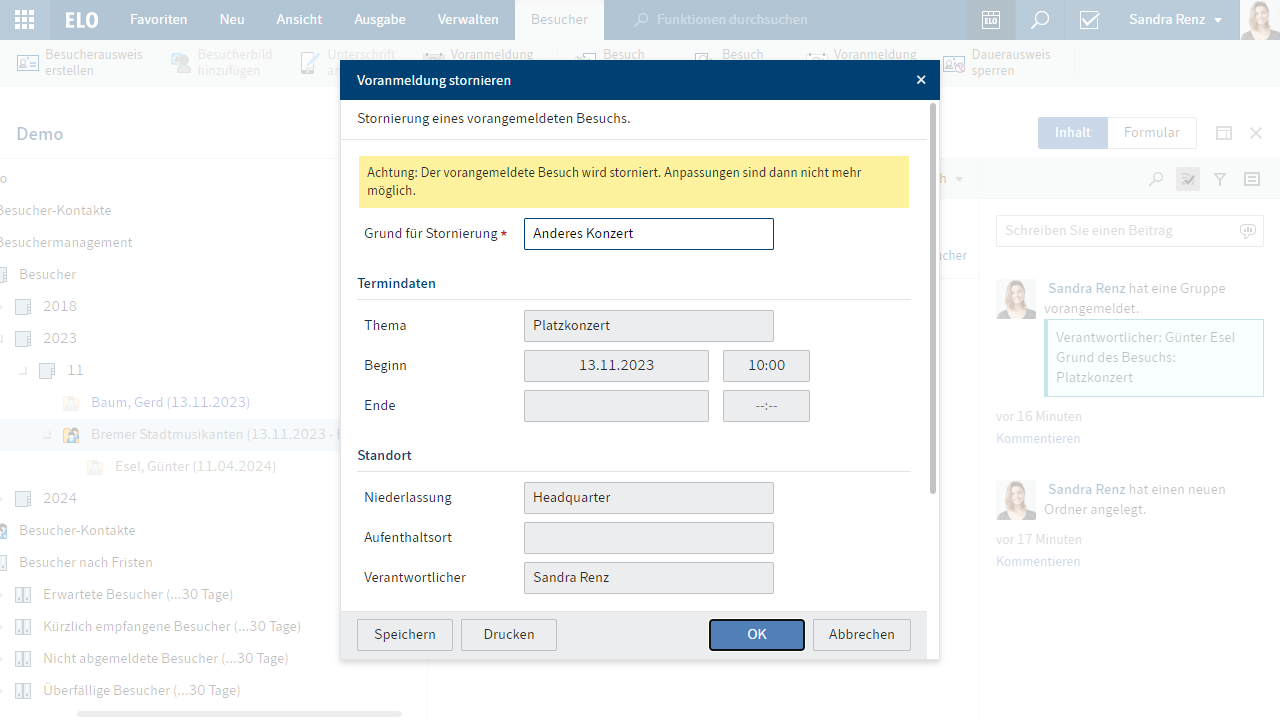 ELO
Favoriten
Neu
Ansicht
Ausgabe
Verwalten
Besucher
Funktionen durchsuchen
ELO
Sandra Renz
Besucherausweis
erstellen
Besucherbild
hinzufügen
Unterschrift
Voranmeldung
Besuch
Besuch
Voranmeldung
Dauerausweis
sperren
Demo
Inhalt
Formular
Voranmeldung stornieren
Stornierung eines vorangemeldeten Besuchs.
Achtung: Der vorangemeldete Besuch wird storniert. Anpassungen sind dann nicht mehr
möglich.
Grund für Stornierung *
Anderes Konzert
Termindaten
Thema
Platzkonzert
Beginn
13.11.2023
10:00
Ende
--:--
Standort
Niederlassung
Headquarter
Aufenthaltsort
Verantwortlicher
Sandra Renz
Speichern
Drucken
OK
Abbrechen
o
Besucher-Kontakte
Besuchermanagement
Besucher
2018
2023
11
Baum, Gerd (13.11.2023)
Bremer Stadtmusikanten (13.11.2023 -
Esel, Günter (11.04.2024)
2024
Besucher-Kontakte
Besucher nach Fristen
Erwartete Besucher (...30 Tage)
Kürzlich empfangene Besucher (...30 Tage)
Nicht abgemeldete Besucher (...30 Tage)
Überfällige Besucher (...30 Tage)
h
ucher
Schreiben Sie einen Beitrag
Sandra Renz hat eine Gruppe
vorangemeldet.
Verantwortlicher: Günter Esel
Grund des Besuchs:
Platzkonzert
vor 16 Minuten
Kommentieren
Sandra Renz hat einen neuen
Ordner angelegt.
vor 17 Minuten
Kommentieren